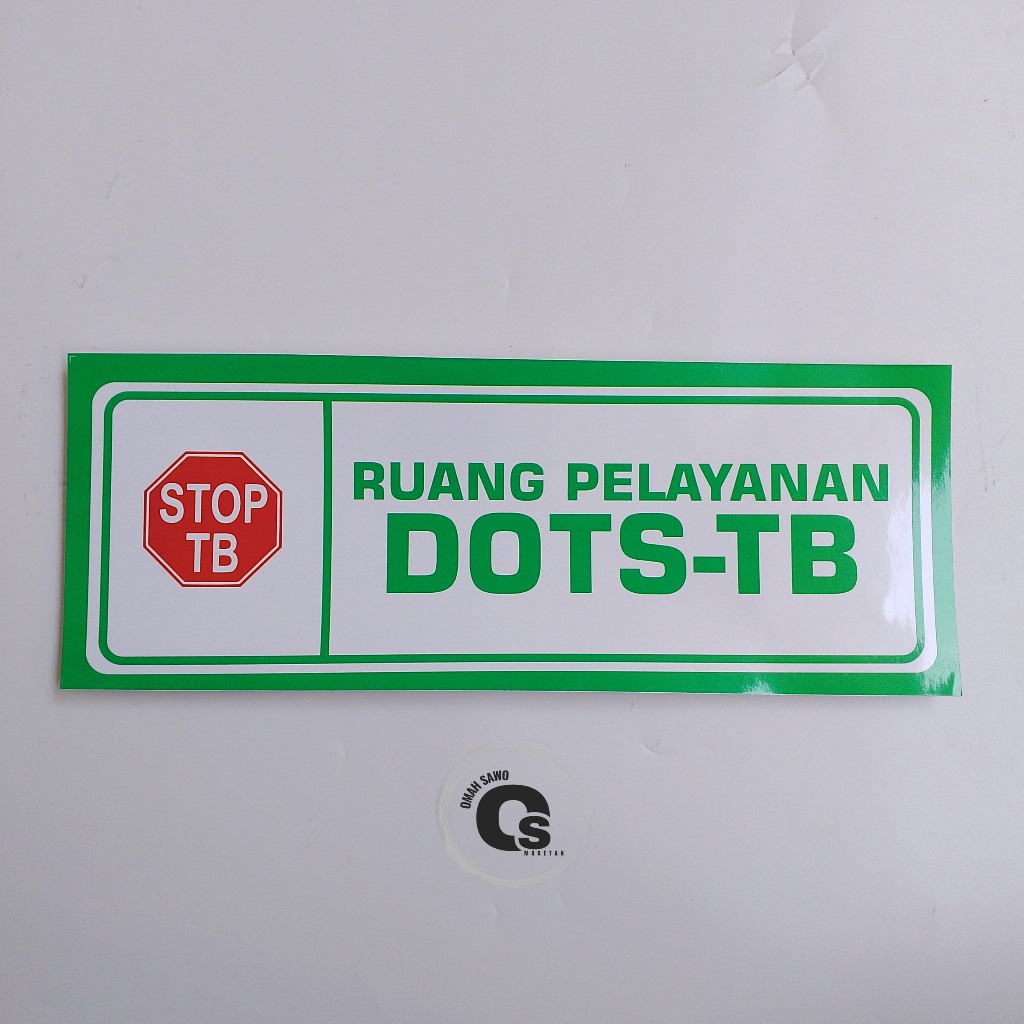 STOP
TB
RUANG PELAYANAN
DOTS-TB
OMAH SAWO
Os
MAGETAN